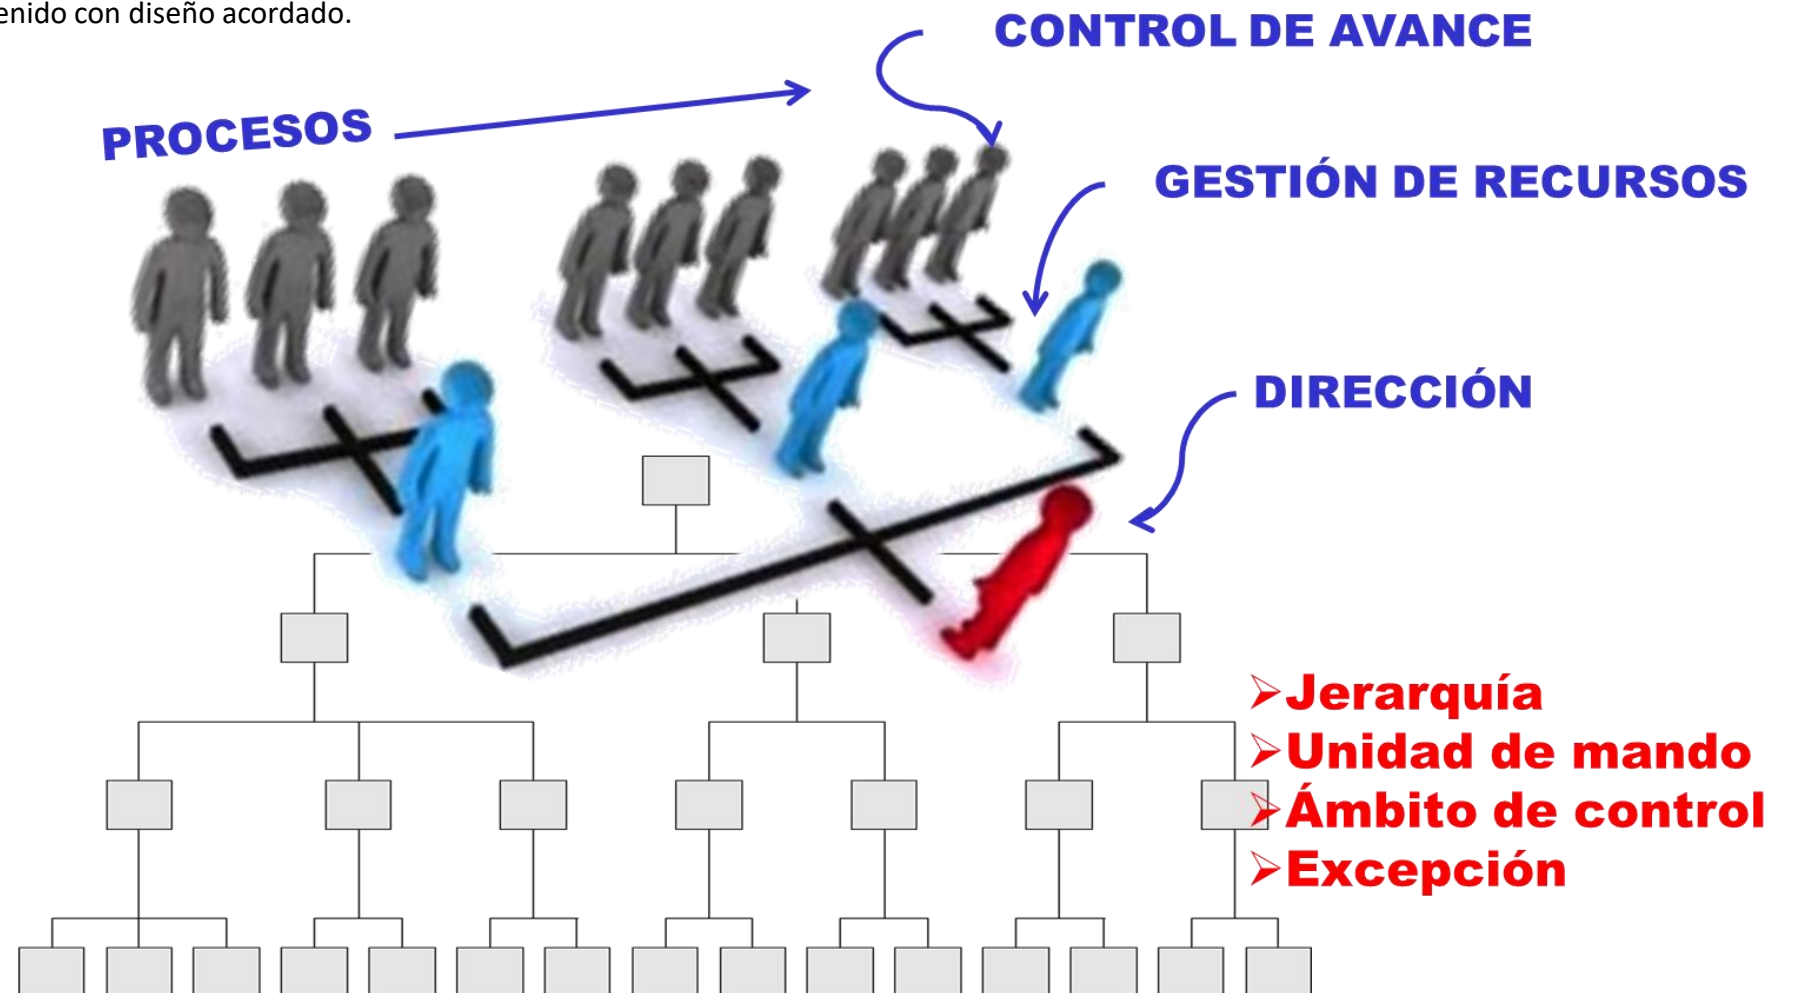 con diseño acordado.
CONTROL DE AVANCE
PROCESOS
GESTIÓN DE RECURSOS
DIRECCIÓN
Jerarquía
Unidad de mando
Ámbito de control
Excepción